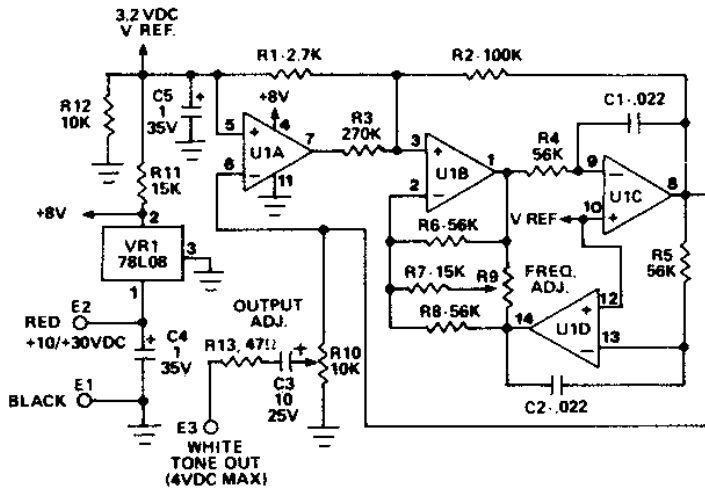 3.2 VDC
V REF.
R1·2.7K
R2·100K
C5
1
35V
R12
10K
+8V
5
+
4
7
U1A
6
−
11
R3
270K
3
+
1
U1B
2
−
R4
56K
C1·.022
9
−
8
U1C
10
+
V REF
R11
15K
+8V
2
VR1
78L08
3
1
R6·56K
R7·15K
R9
FREQ.
ADJ.
R8·56K
R5
56K
12
+
14
U1D
−
13
C2·.022
E2
RED
+10/+30VDC
C4
+
1
35V
E1
BLACK
OUTPUT
ADJ.
R13, 47Ω
+
C3
10
25V
R10
10K
E3
WHITE
TONE OUT
(4VDC MAX)